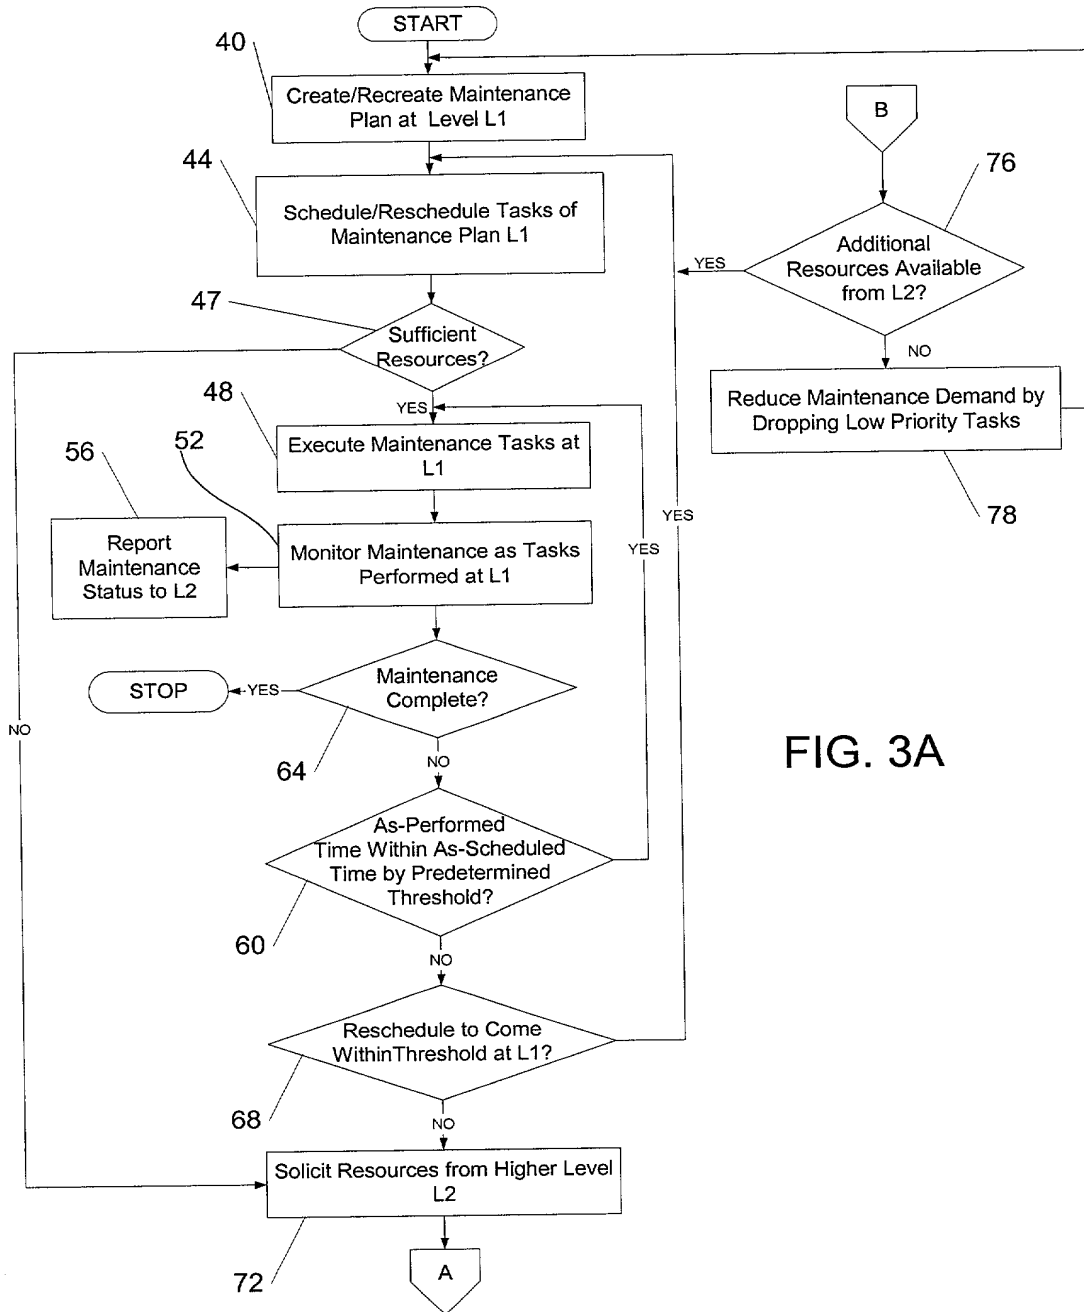 START
40
Create/Recreate Maintenance
Plan at Level L1
B
44
76
Schedule/Reschedule Tasks of
Maintenance Plan L1
Additional
Resources Available
from L2?
YES
47
Sufficient
Resources?
NO
YES
Reduce Maintenance Demand by
Dropping Low Priority Tasks
48
52
56
Execute Maintenance Tasks at
L1
78
YES
YES
Report
Maintenance
Status to L2
Monitor Maintenance as Tasks
Performed at L1
Maintenance
Complete?
STOP
YES
NO
FIG. 3A
64
NO
As-Performed
Time Within As-Scheduled
Time by Predetermined
Threshold?
60
NO
Reschedule to Come
WithinThreshold at L1?
68
NO
Solicit Resources from Higher Level
L2
72
A